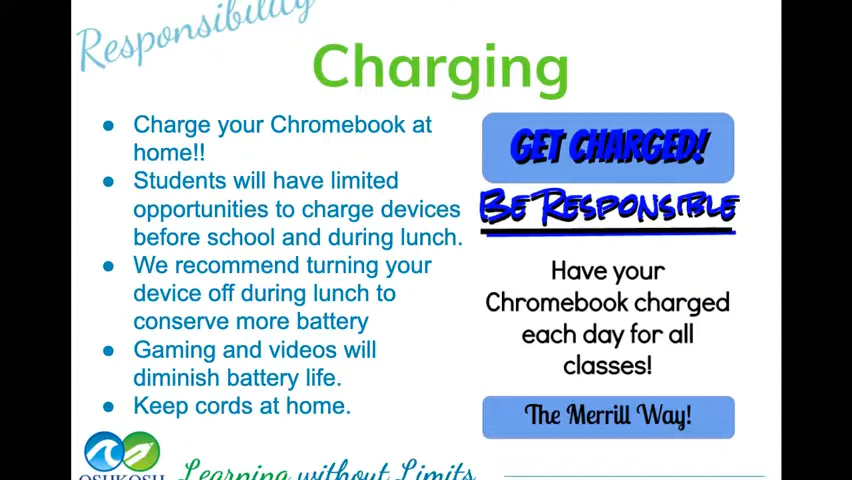 Responsibility
Charging
● Charge your Chromebook at
home!!
● Students will have limited
opportunities to charge devices
before school and during lunch.
● We recommend turning your
device off during lunch to
conserve more battery
● Gaming and videos will
diminish battery life.
● Keep cords at home.
GET CHARGED!
BE RESPONSIBLE
Have your
Chromebook charged
each day for all
classes!
The Merrill Way!
OSHKOSH
Learning without Limits